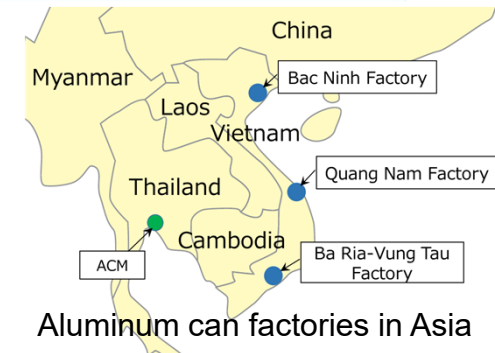 China
Myanmar
Bac Ninh Factory
Laos
Vietnam
Quang Nam Factory
Thailand
Cambodia
Ba Ria-Vung Tau
Factory
ACM
Aluminum can factories in Asia